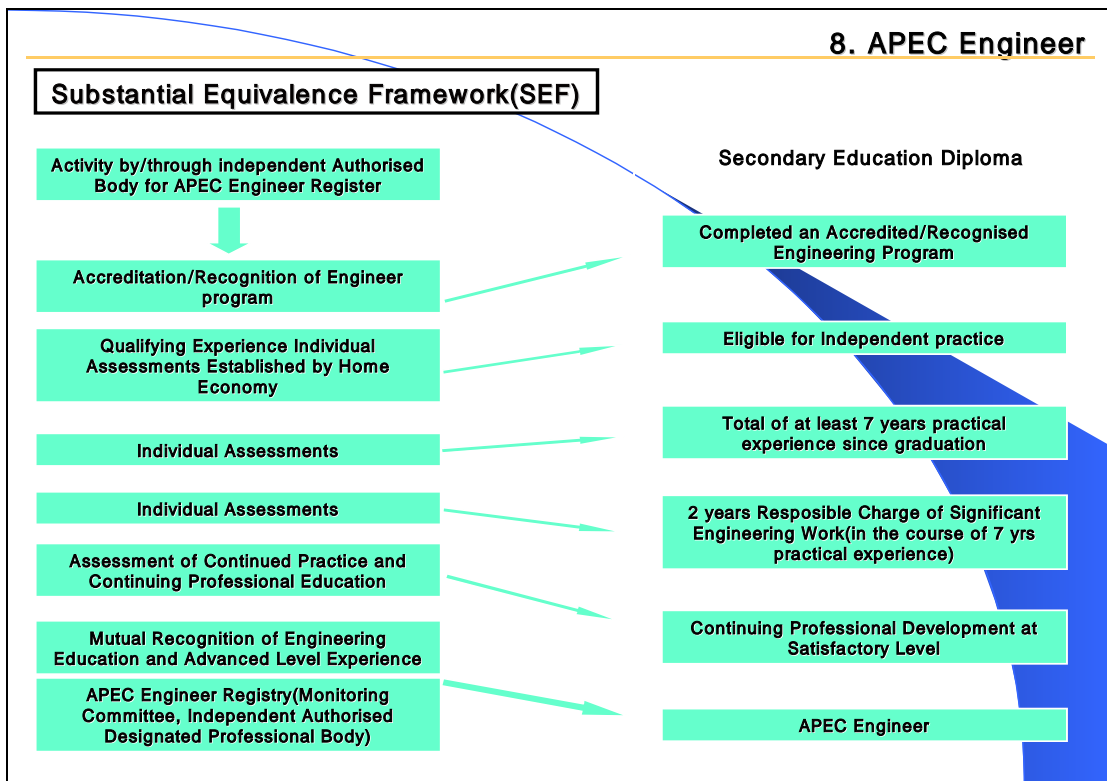 8. APEC Engineer
Substantial Equivalence Framework(SEF)
Activity by/through independent Authorised
Body for APEC Engineer Register
Accreditation/Recognition of Engineer
program
Qualifying Experience Individual
Assessments Established by Home
Economy
Individual Assessments
Individual Assessments
Assessment of Continued Practice and
Continuing Professional Education
Mutual Recognition of Engineering
Education and Advanced Level Experience
APEC Engineer Registry(Monitoring
Committee, Independent Authorised
Designated Professional Body)
Secondary Education Diploma
Completed an Accredited/Recognised
Engineering Program
Eligible for Independent practice
Total of at least 7 years practical
experience since graduation
2 years Resposible Charge of Significant
Engineering Work(in the course of 7 yrs
practical experience)
Continuing Professional Development at
Satisfactory Level
APEC Engineer